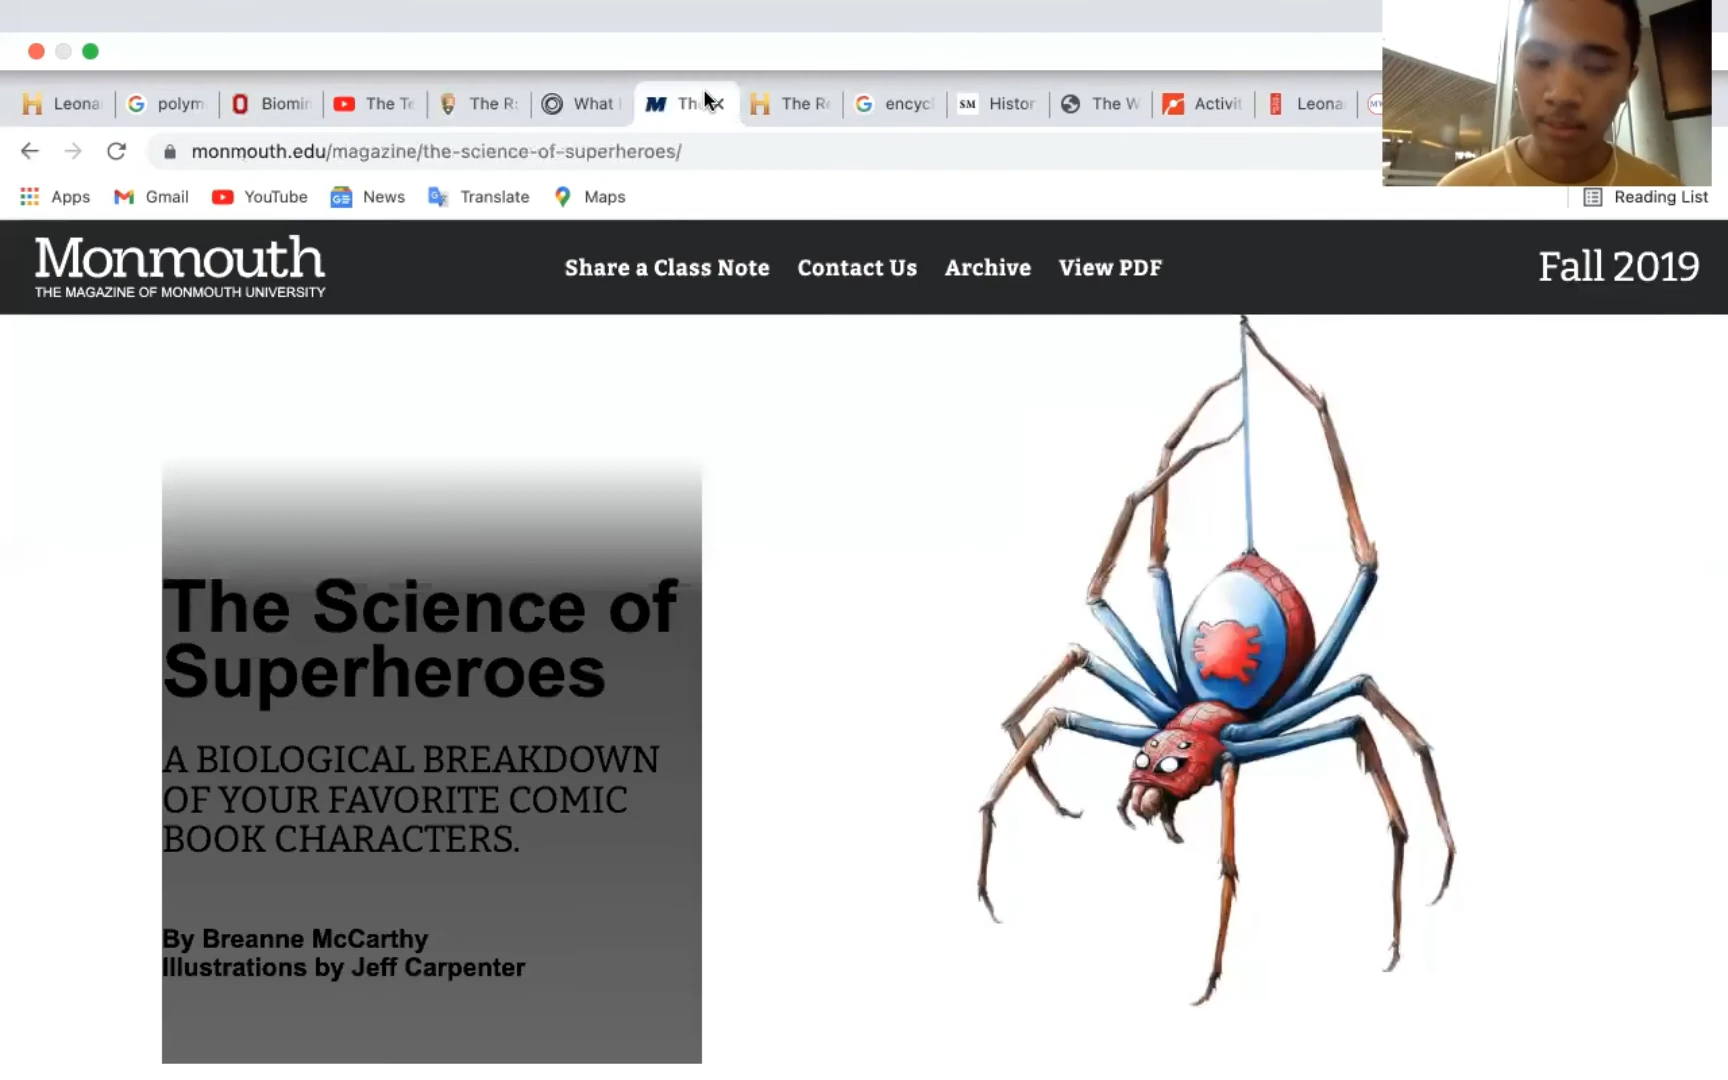 Leona
polym
Biomin
The Te
The R
What
The
The Re
encyc
SM Histor
The W
Activit
Leona
monmouth.edu/magazine/the-science-of-superheroes/
Apps Gmail YouTube News Translate Maps Reading List
Monmouth
THE MAGAZINE OF MONMOUTH UNIVERSITY
Share a Class Note Contact Us Archive View PDF
Fall 2019
The Science of
Superheroes
A BIOLOGICAL BREAKDOWN
OF YOUR FAVORITE COMIC
BOOK CHARACTERS.
By Breanne McCarthy
Illustrations by Jeff Carpenter